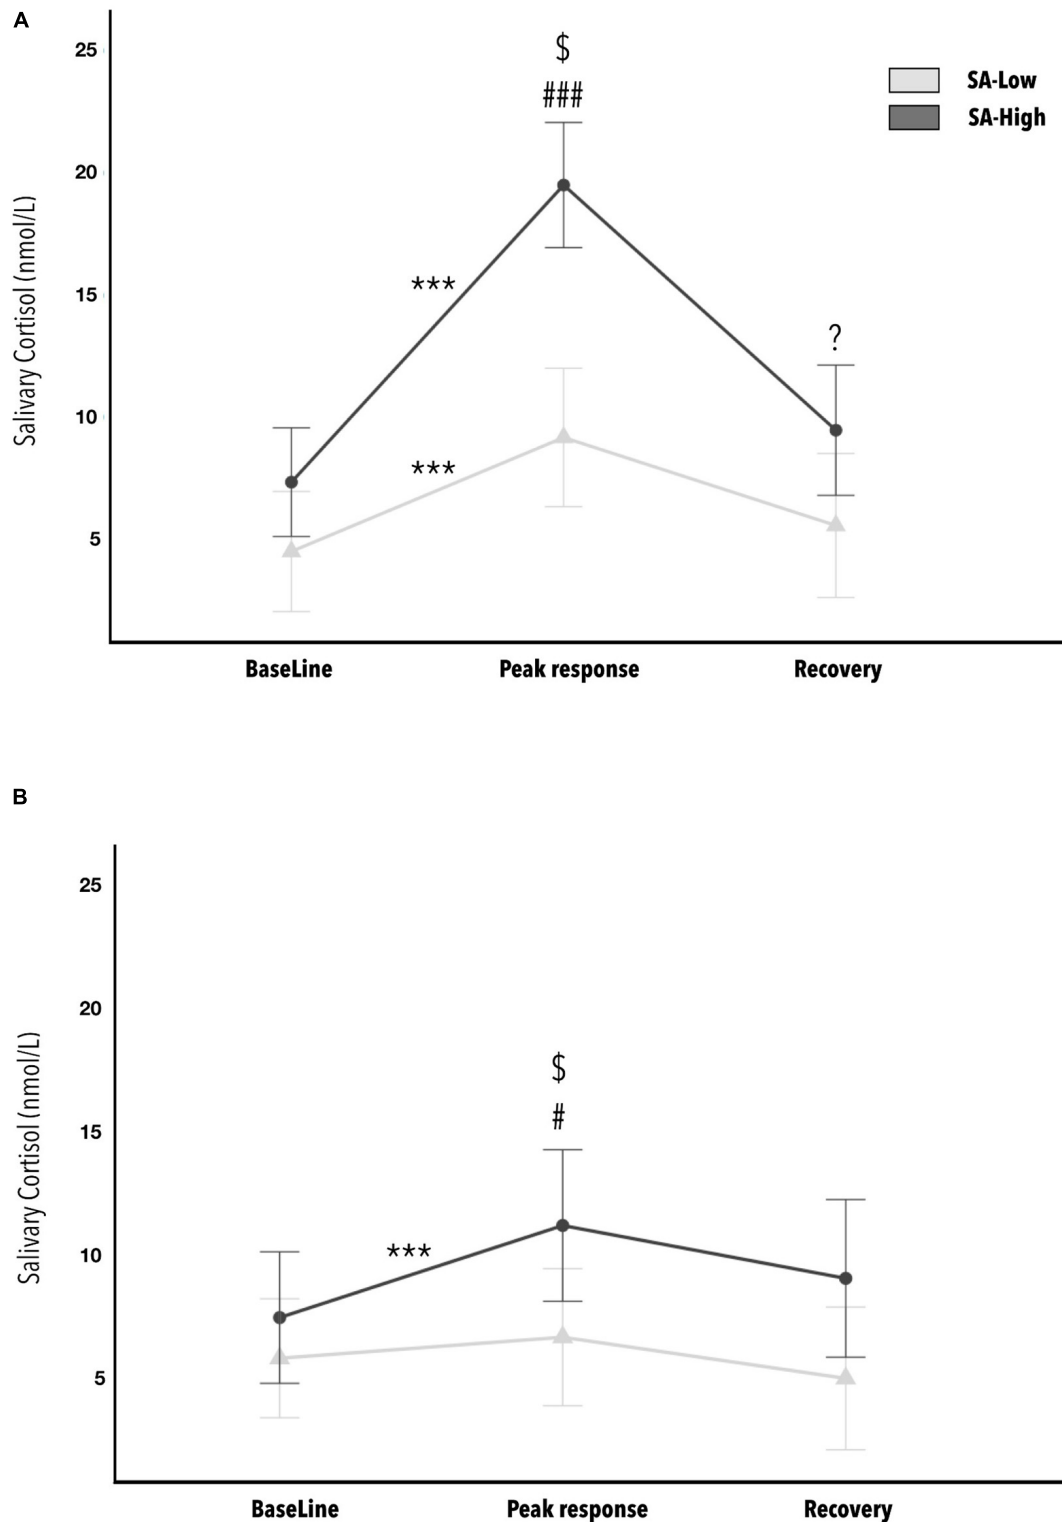 A
25
20
15
10
5
Salivary Cortisol (nmol/L)
$
###
***
***
?
SA-Low
SA-High
BaseLine Peak response Recovery
B
25
20
15
10
5
Salivary Cortisol (nmol/L)
$
#
***
BaseLine Peak response Recovery